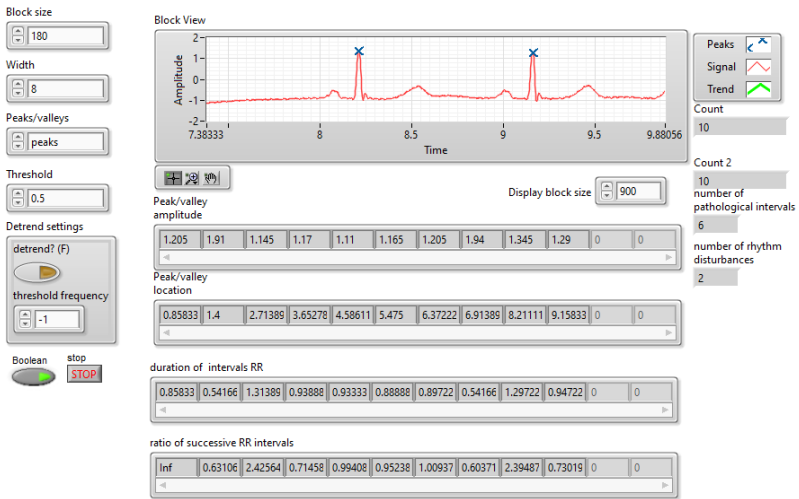 Block size
180
Width
8
Peaks/valleys
peaks
Threshold
0.5
Detrend settings
detrend? (F)
threshold frequency
-1
Boolean
stop
STOP
Block View
Amplitude
2
1
0
-1
-2
7.38333 8 8.5 9 9.5 9.88056
Time
Peaks
Signal
Trend
Count
10
Count 2
10
number of
pathological intervals
6
number of rhythm
disturbances
2
Display block size 900
Peak/valley
amplitude
1.205 1.91 1.145 1.17 1.11 1.165 1.205 1.94 1.345 1.29 0 0
Peak/valley
location
0.85833 1.4 2.71389 3.65278 4.58611 5.475 6.37222 6.91389 8.21111 9.15833 0 0
duration of intervals RR
0.85833 0.54166 1.31389 0.93888 0.93333 0.88888 0.89722 0.54166 1.29722 0.94722 0 0
ratio of successive RR intervals
Inf 0.63106 2.42564 0.71458 0.99408 0.95238 1.00937 0.60371 2.39487 0.73019 0 0